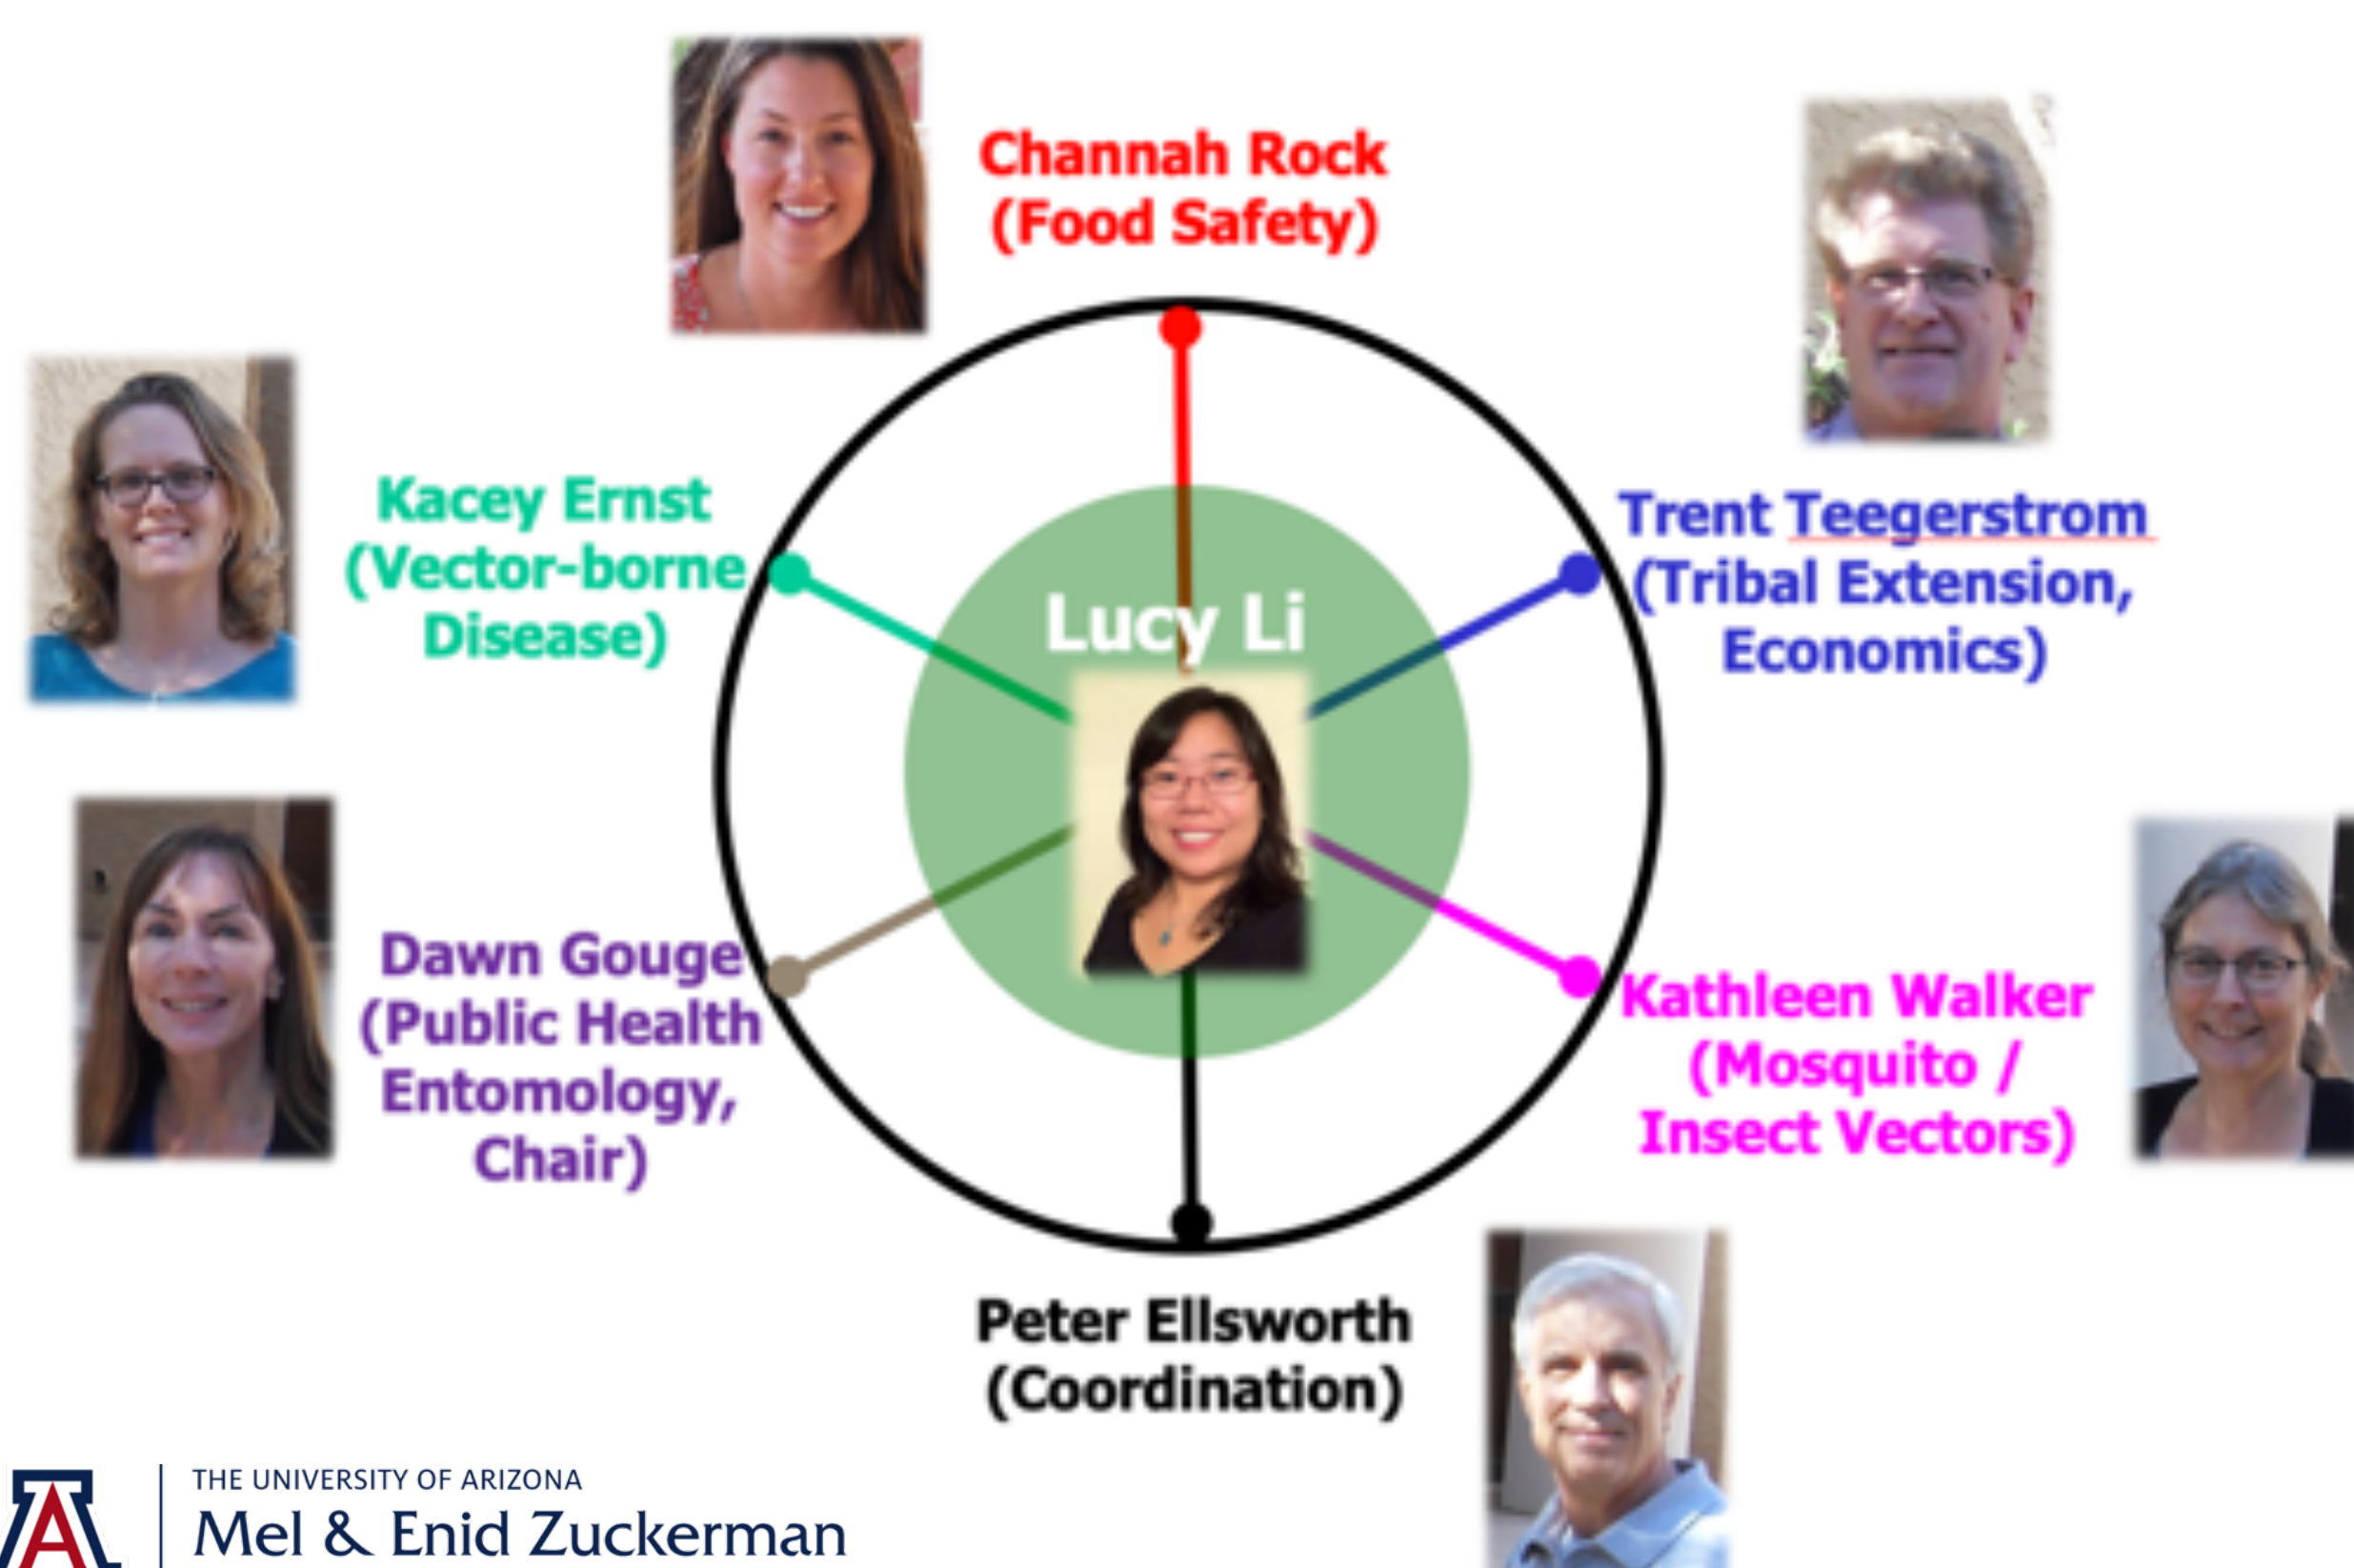 Channah Rock
(Food Safety)
Kacey Ernst
(Vector-borne
Disease)
Trent Teegerstrom
(Tribal Extension,
Economics)
Lucy Li
Dawn Gouge
(Public Health
Entomology,
Chair)
Kathleen Walker
(Mosquito /
Insect Vectors)
Peter Ellsworth
(Coordination)
A
THE UNIVERSITY OF ARIZONA
Mel & Enid Zuckerman